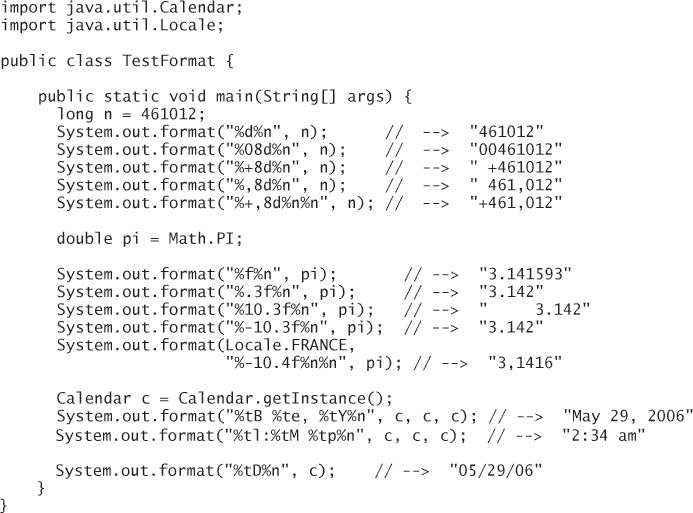 import java.util.Calendar;
import java.util.Locale;

public class TestFormat {

    public static void main(String[] args) {
      long n = 461012;
      System.out.format("%d%n", n);      //  -->  "461012"
      System.out.format("%08d%n", n);    //  -->  "00461012"
      System.out.format("%+8d%n", n);    //  -->  " +461012"
      System.out.format("%,8d%n", n);    //  -->  " 461,012"
      System.out.format("%+,8d%n%n", n); //  -->  "+461,012"

      double pi = Math.PI;

      System.out.format("%f%n", pi);       // -->  "3.141593"
      System.out.format("%.3f%n", pi);     // -->  "3.142"
      System.out.format("%10.3f%n", pi);   // -->  "     3.142"
      System.out.format("%-10.3f%n", pi);  // -->  "3.142"
      System.out.format(Locale.FRANCE,
                        "%-10.4f%n%n", pi); // -->  "3,1416"

      Calendar c = Calendar.getInstance();
      System.out.format("%tB %te, %tY%n", c, c, c); // -->  "May 29, 2006"
      System.out.format("%tl:%tM %tp%n", c, c, c);  // -->  "2:34 am"

      System.out.format("%tD%n", c);    // -->  "05/29/06"
    }
}